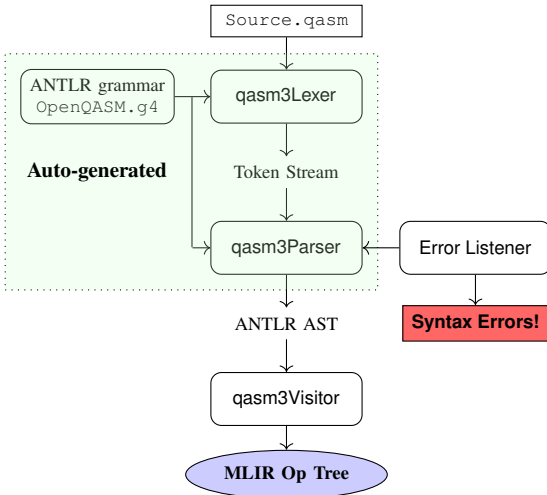 Source.qasm
ANTLR grammar
OpenQASM.g4
qasm3Lexer
Auto-generated
Token Stream
qasm3Parser
Error Listener
ANTLR AST
Syntax Errors!
qasm3Visitor
MLIR Op Tree